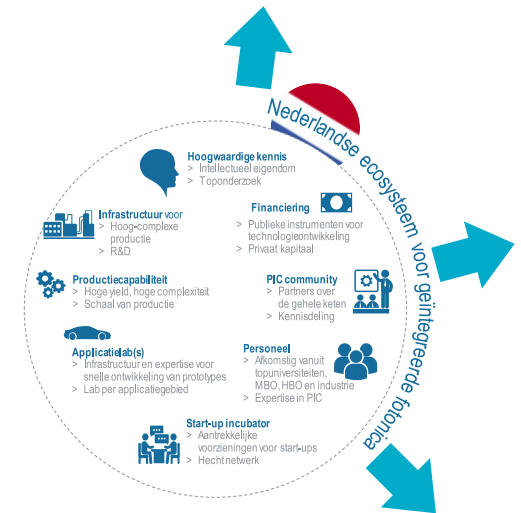 Nederlandse ecosysteem voor geïntegreerde fotonica
Hoogwaardige kennis
> Intellectueel eigendom
> Toponderzoek
Financiering
> Publieke instrumenten voor
technologieontwikkeling
> Privaat kapitaal
Infrastructuur voor
> Hoog-complexe
productie
> R&D
Productiecapabiliteit
> Hoge yield, hoge complexiteit
> Schaal van productie
PIC community
> Partners over
de gehele keten
> Kennisdeling
Applicatielab(s)
> Infrastructuur en expertise voor
snelle ontwikkeling van prototypes
> Lab per applicatiegebied
Personeel
> Afkomstig vanuit
topuniversiteiten,
MBO, HBO en industrie
> Expertise in PIC
Start-up incubator
> Aantrekkelijke
voorzieningen voor start-ups
> Hecht netwerk